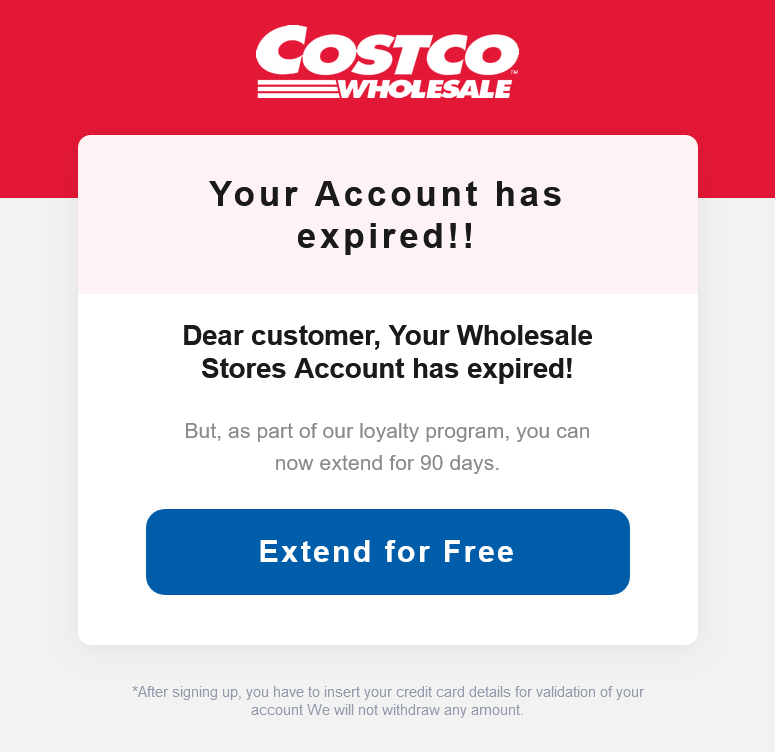 COSTCO
WHOLESALE
Your Account has
expired!!
Dear customer, Your Wholesale
Stores Account has expired!
But, as part of our loyalty program, you can
now extend for 90 days.
Extend for Free
*After signing up, you have to insert your credit card details for validation of your
account We will not withdraw any amount.